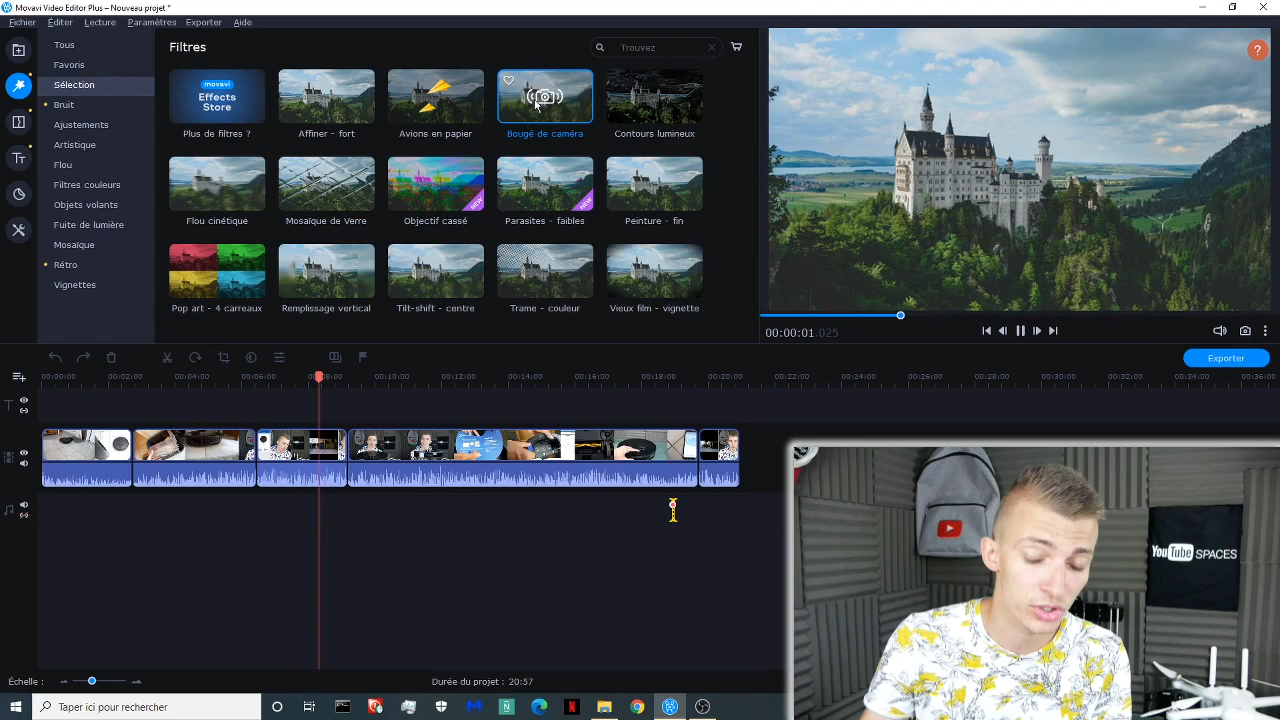 Movavi Video Editor Plus – Nouveau projet *
Fichier Éditer Lecture Paramètres Exporter Aide
Tous
Favoris
Sélection
Bruit
Ajustements
Artistique
Flou
Filtres couleurs
Objets volants
Fuite de lumière
Mosaïque
Rétro
Vignettes
Filtres
Trouvez
movavi
Effects
Store
Plus de filtres ?
Affiner - fort
Avions en papier
Bougé de caméra
Contours lumineux
NEW
NEW
Flou cinétique
Mosaïque de Verre
Objectif cassé
Parasites - faibles
Peinture - fin
Pop art - 4 carreaux
Remplissage vertical
Tilt-shift - centre
Trame - couleur
Vieux film - vignette
?
00:00:01.025
Exporter
00:00:00 00:02:00 00:04:00 00:06:00 00:08:00 00:10:00 00:12:00 00:14:00 00:16:00 00:18:00 00:20:00 00:22:00 00:24:00 00:26:00 00:28:00 00:30:00 00:32:00 00:34:00 00:36:00
YouTube SPACES
Échelle :
Durée du projet : 20:57
Taper ici pour rechercher